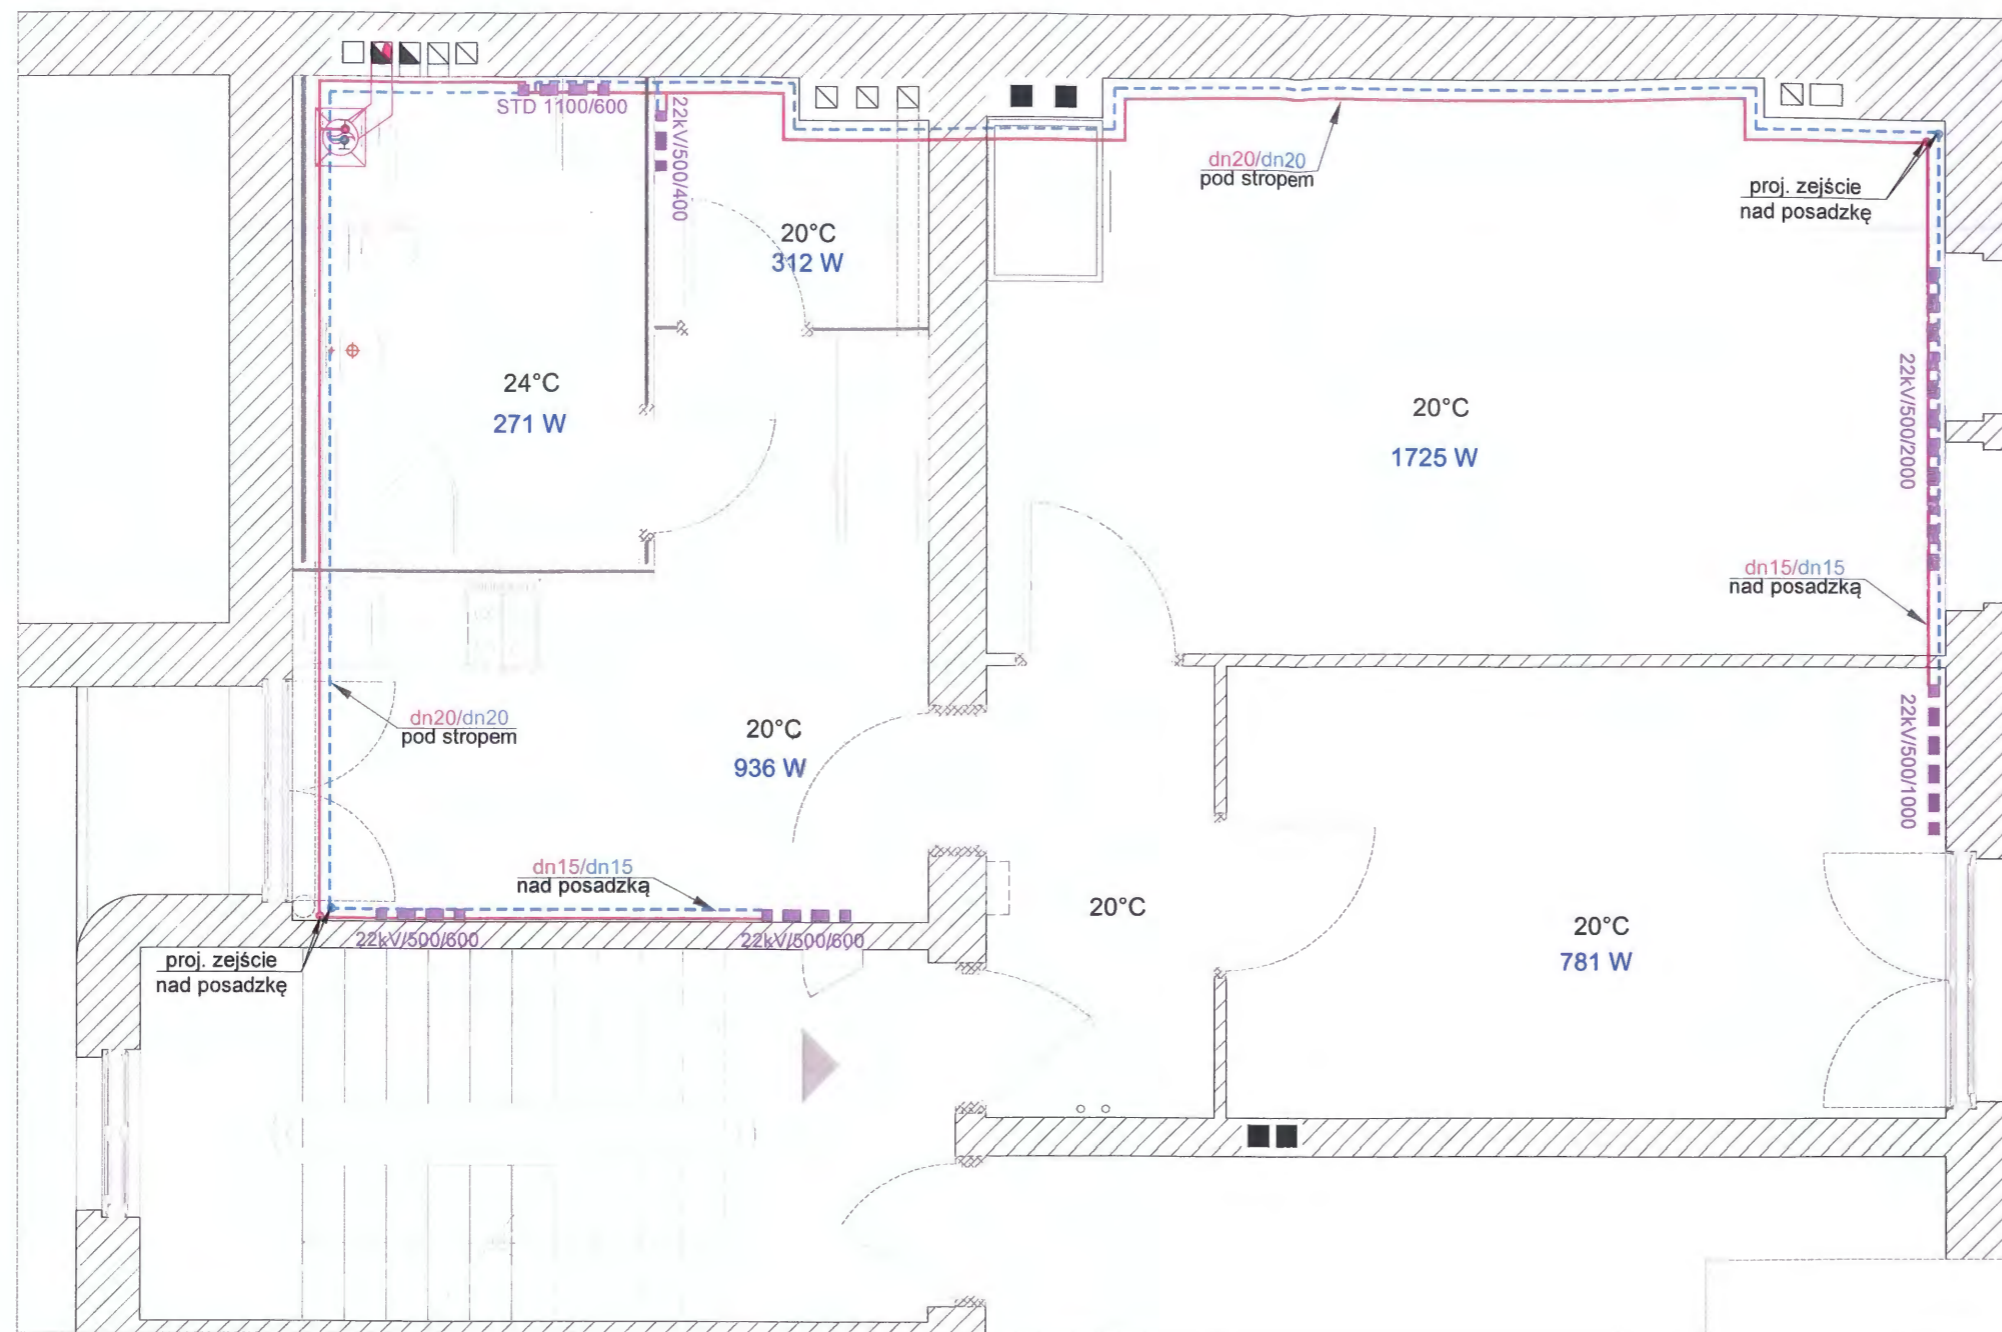 STD 1100/600
22kV/500/400
20°C
312 W
dn20/dn20
pod stropem
proj. zejście
nad posadzkę
24°C
271 W
20°C
1725 W
22kV/500/2000
dn15/dn15
nad posadzką
dn20/dn20
pod stropem
20°C
936 W
22kV/500/1000
dn15/dn15
nad posadzką
22kV/500/600
22kV/500/600
proj. zejście
nad posadzkę
20°C
20°C
781 W